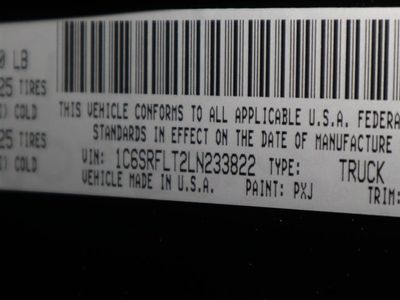 0 LB
25 TIRES
) COLD
25 TIRES
) COLD
THIS VEHICLE CONFORMS TO ALL APPLICABLE U.S.A. FEDERA
STANDARDS IN EFFECT ON THE DATE OF MANUFACTURE
VIN: 1C6SRFLT2LN233822 TYPE: TRUCK
VEHICLE MADE IN U.S.A. PAINT: PXJ TRIM: